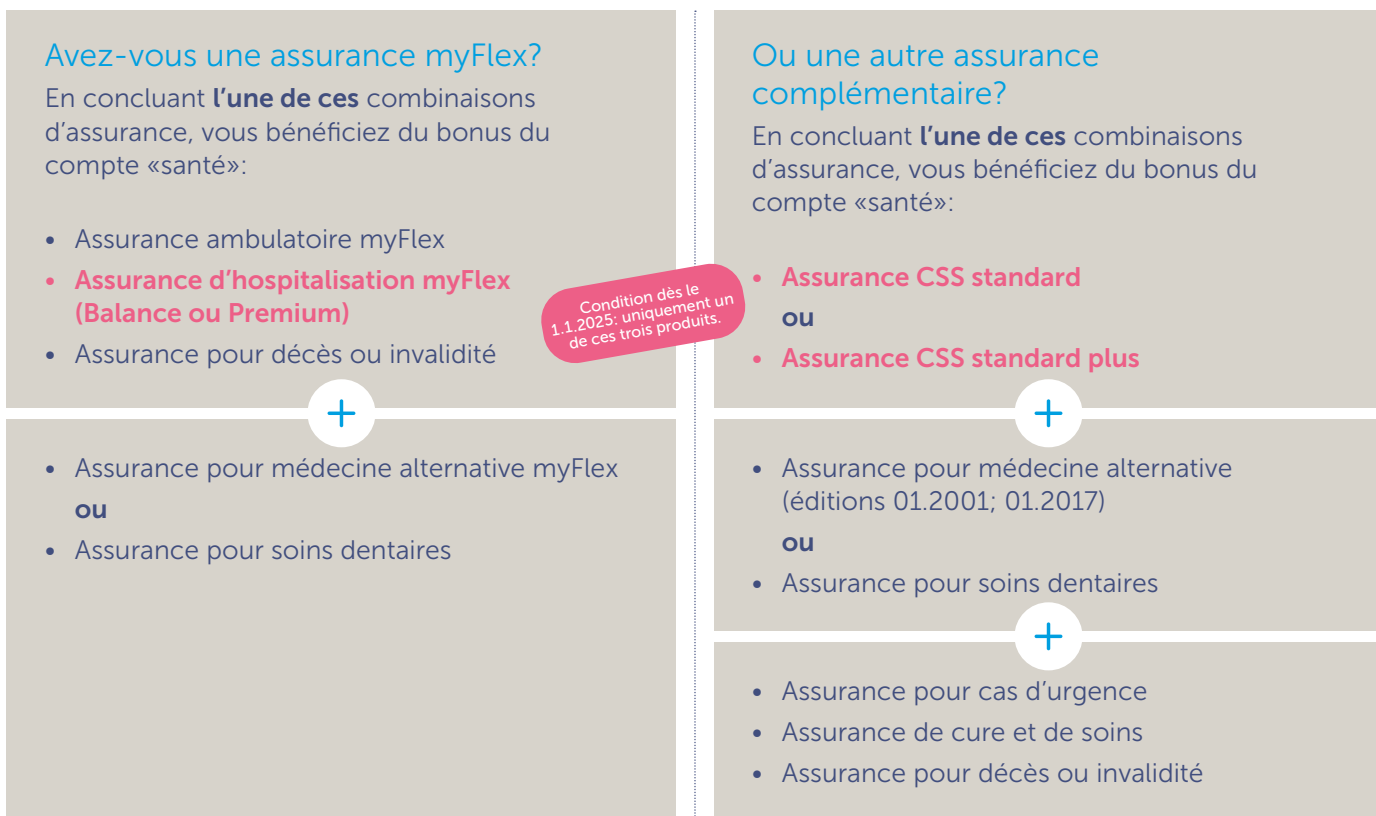 Avez-vous une assurance myFlex?
En concluant l'une de ces combinaisons
d'assurance, vous bénéficiez du bonus du
compte «santé»:
• Assurance ambulatoire myFlex
• Assurance d'hospitalisation myFlex
(Balance ou Premium)
• Assurance pour décès ou invalidité
+
• Assurance pour médecine alternative myFlex
ou
• Assurance pour soins dentaires
Condition dès le
1.1.2025: uniquement un
de ces trois produits.
Ou une autre assurance
complémentaire?
En concluant l'une de ces combinaisons
d'assurance, vous bénéficiez du bonus du
compte «santé»:
• Assurance CSS standard
ou
• Assurance CSS standard plus
+
• Assurance pour médecine alternative
(éditions 01.2001; 01.2017)
ou
• Assurance pour soins dentaires
+
• Assurance pour cas d'urgence
• Assurance de cure et de soins
• Assurance pour décès ou invalidité